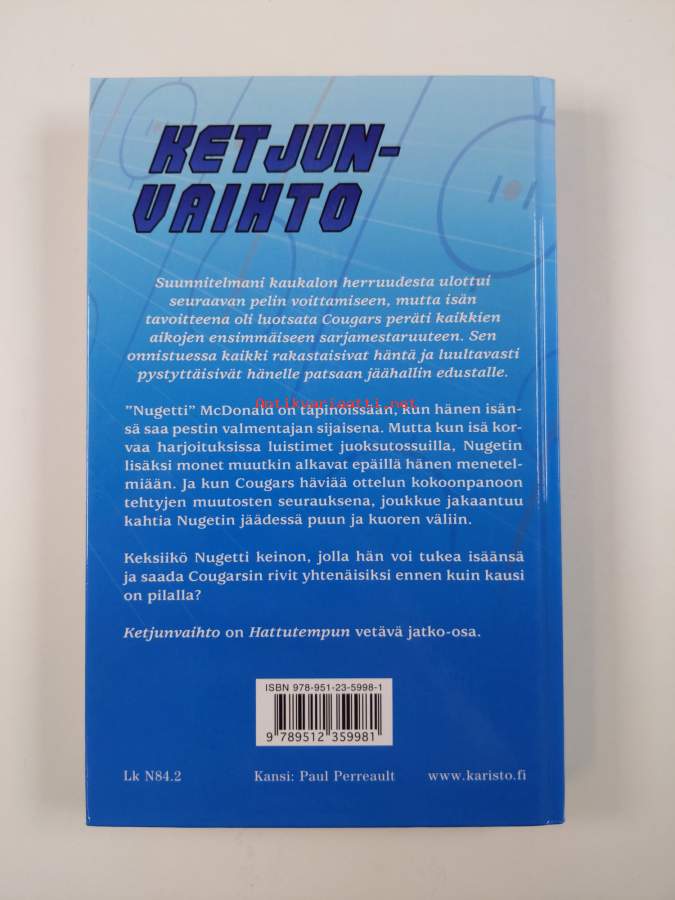 KETJUN-
VAIHTO
Suunnitelmani kaukalon herruudesta ulottui
seuraavan pelin voittamiseen, mutta isän
tavoitteena oli luotsata Cougars peräti kaikkien
aikojen ensimmäiseen sarjamestaruuteen. Sen
onnistuessa kaikki rakastaisivat häntä ja luultavasti
pystyttäisivät hänelle patsaan jäähallin edustalle.
Antikvariaatti.net
”Nugetti” McDonald on täpinöissään, kun hänen isän-
sä saa pestin valmentajan sijaisena. Mutta kun isä kor-
vaa harjoituksissa luistimet juoksutossuilla, Nugetin
lisäksi monet muutkin alkavat epäillä hänen menetel-
miään. Ja kun Cougars häviää ottelun kokoonpanoon
tehtyjen muutosten seurauksena, joukkue jakaantuu
kahtia Nugetin jäädessä puun ja kuoren väliin.
Keksiikö Nugetti keinon, jolla hän voi tukea isäänsä
ja saada Cougarsin rivit yhtenäisiksi ennen kuin kausi
on pilalla?
Ketjunvaihto on Hattutempun vetävä jatko-osa.
ISBN 978-951-23-5998-1
9 789512 359981
Lk N84.2 Kansi: Paul Perreault www.karisto.fi